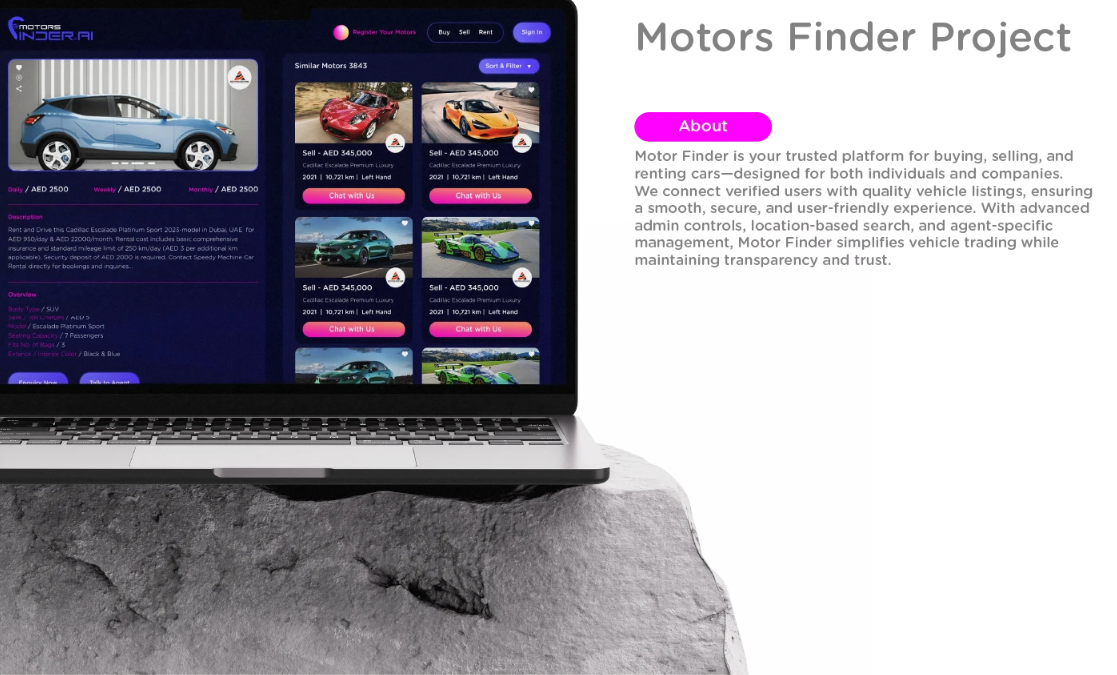 MOTORS
FINDER.AI
Register Your Motors
Buy Sell Rent
Sign In
Daily / AED 2500
Weekly / AED 2500
Monthly / AED 2500
Description
Rent and Drive this Cadillac Escalade Platinum Sport 2023-model in Dubai, UAE for
AED 950/day & AED 22000/month. Rental cost includes basic comprehensive
insurance and standard mileage limit of 250 km/day (AED 3 per additional km
applicable). Security deposit of AED 2000 is required. Contact Speedy Machine Car
Rental directly for bookings and inquiries..
Overview
Body Type / SUV
/ AED 5
Model / Escalade Platinum Sport
Seating Capacity / 7 Passengers
Fits No. of Bags / 3
Exterior / Interior Color / Black & Blue
Enquiry Now
Talk to Agent
Similar Motors 3843
Sort & Filter
Sell - AED 345,000
Cadillac Escalade Premium Luxury
2021 | 10,721 km | Left Hand
Chat with Us
Sell - AED 345,000
Cadillac Escalade Premium Luxury
2021 | 10,721 km | Left Hand
Chat with Us
Sell - AED 345,000
Cadillac Escalade Premium Luxury
2021 | 10,721 km | Left Hand
Chat with Us
Sell - AED 345,000
Cadillac Escalade Premium Luxury
2021 | 10,721 km | Left Hand
Chat with Us
Motors Finder Project
About
Motor Finder is your trusted platform for buying, selling, and
renting cars—designed for both individuals and companies.
We connect verified users with quality vehicle listings, ensuring
a smooth, secure, and user-friendly experience. With advanced
admin controls, location-based search, and agent-specific
management, Motor Finder simplifies vehicle trading while
maintaining transparency and trust.